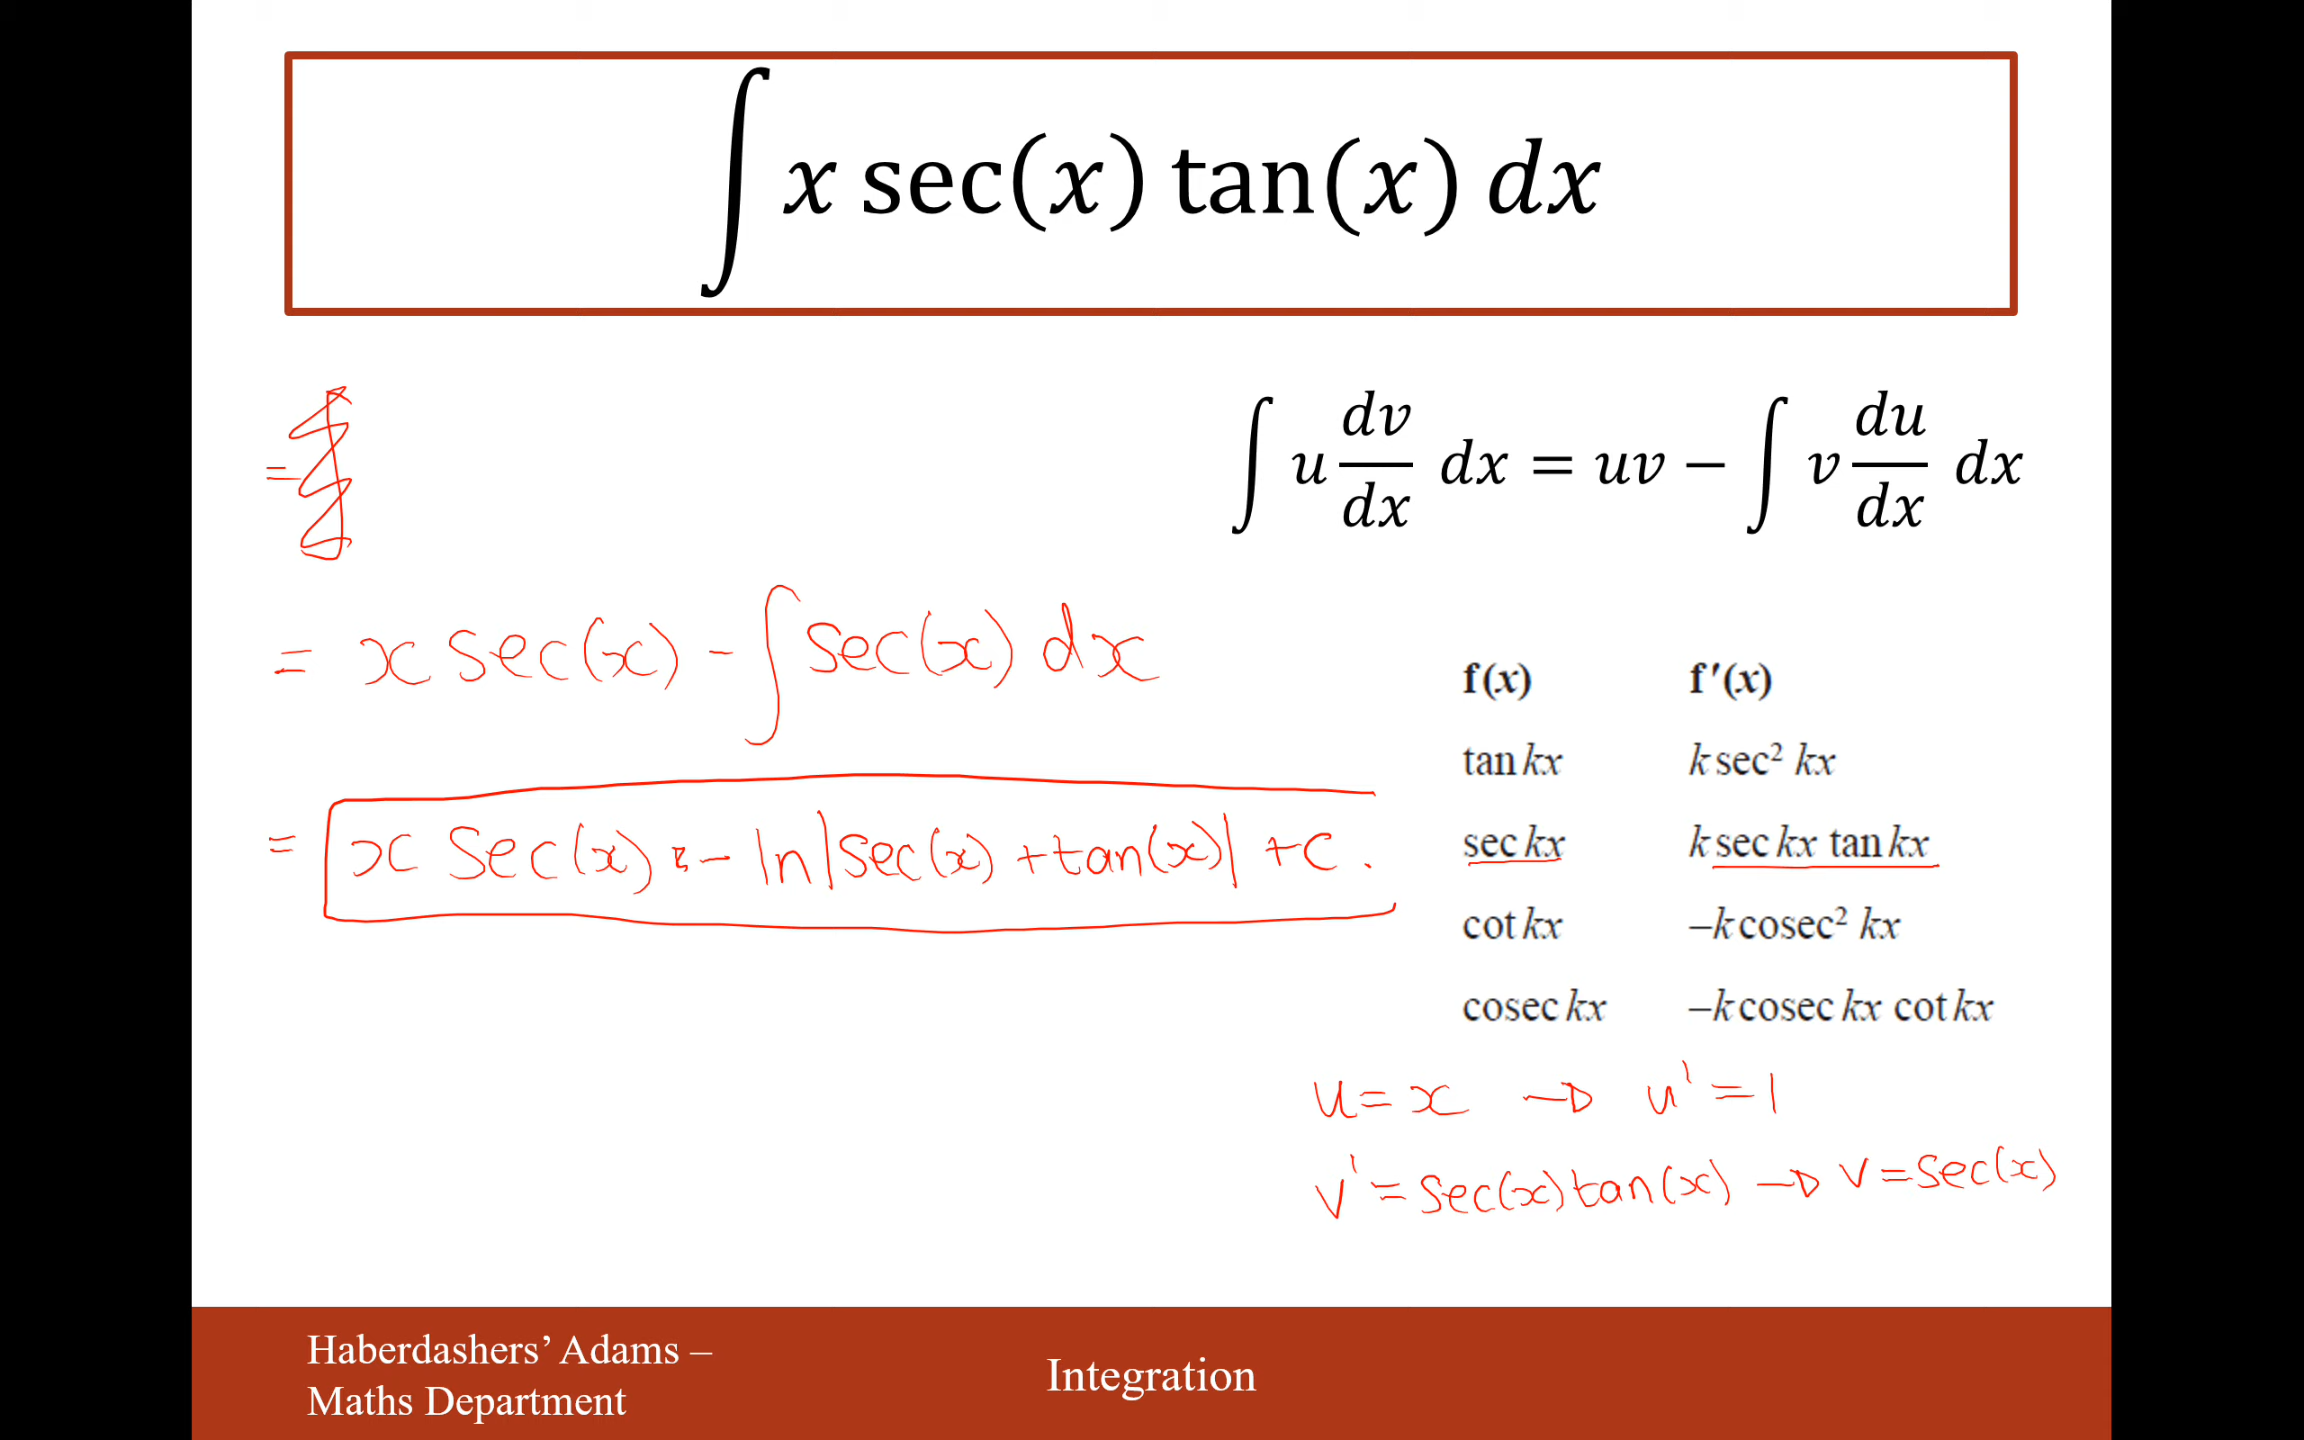 ∫ x sec(x) tan(x) dx
∫ u dv/dx dx = uv − ∫ v du/dx dx
=
= x sec(x) - ∫ sec(x) dx
= x sec(x) - ln|sec(x) + tan(x)| + c.
f(x) f′(x)
tan kx k sec² kx
sec kx k sec kx tan kx
cot kx –k cosec² kx
cosec kx –k cosec kx cot kx
u = x → u' = 1
v' = sec(x) tan(x) → v = sec(x)
Haberdashers’ Adams –
Maths Department
Integration